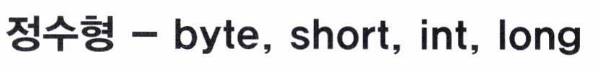 정수형 – byte, short, int, long